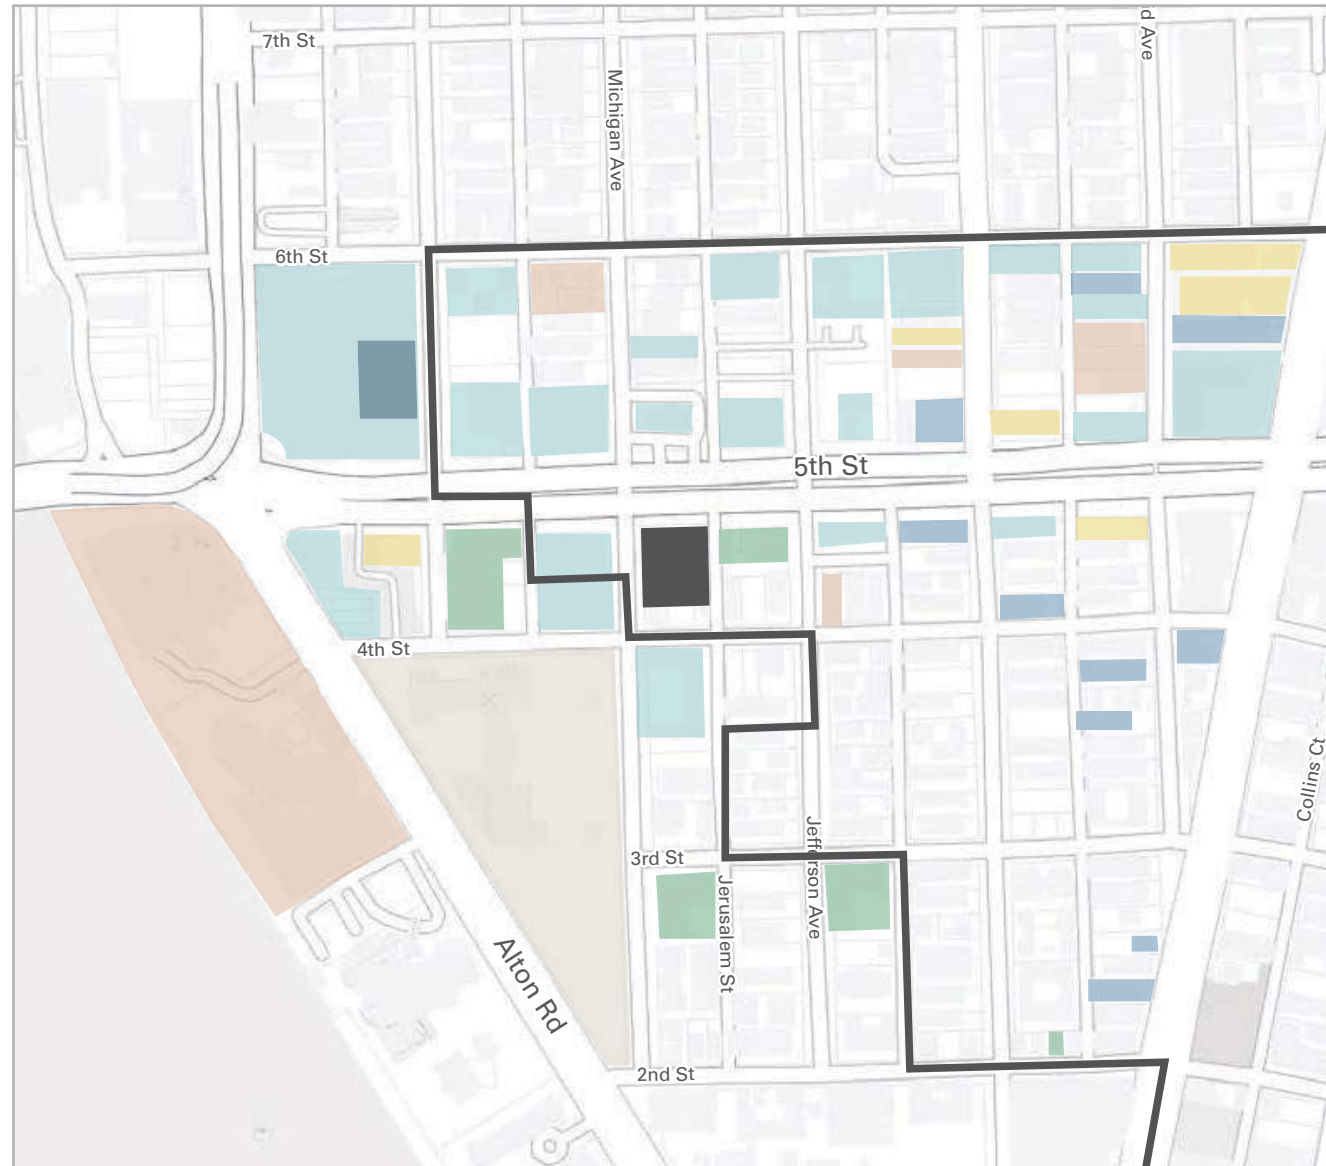 7th St
d Ave
Michigan Ave
6th St
5th St
4th St
Collins Ct
3rd St
Jefferson Ave
Jerusalem St
Alton Rd
2nd St